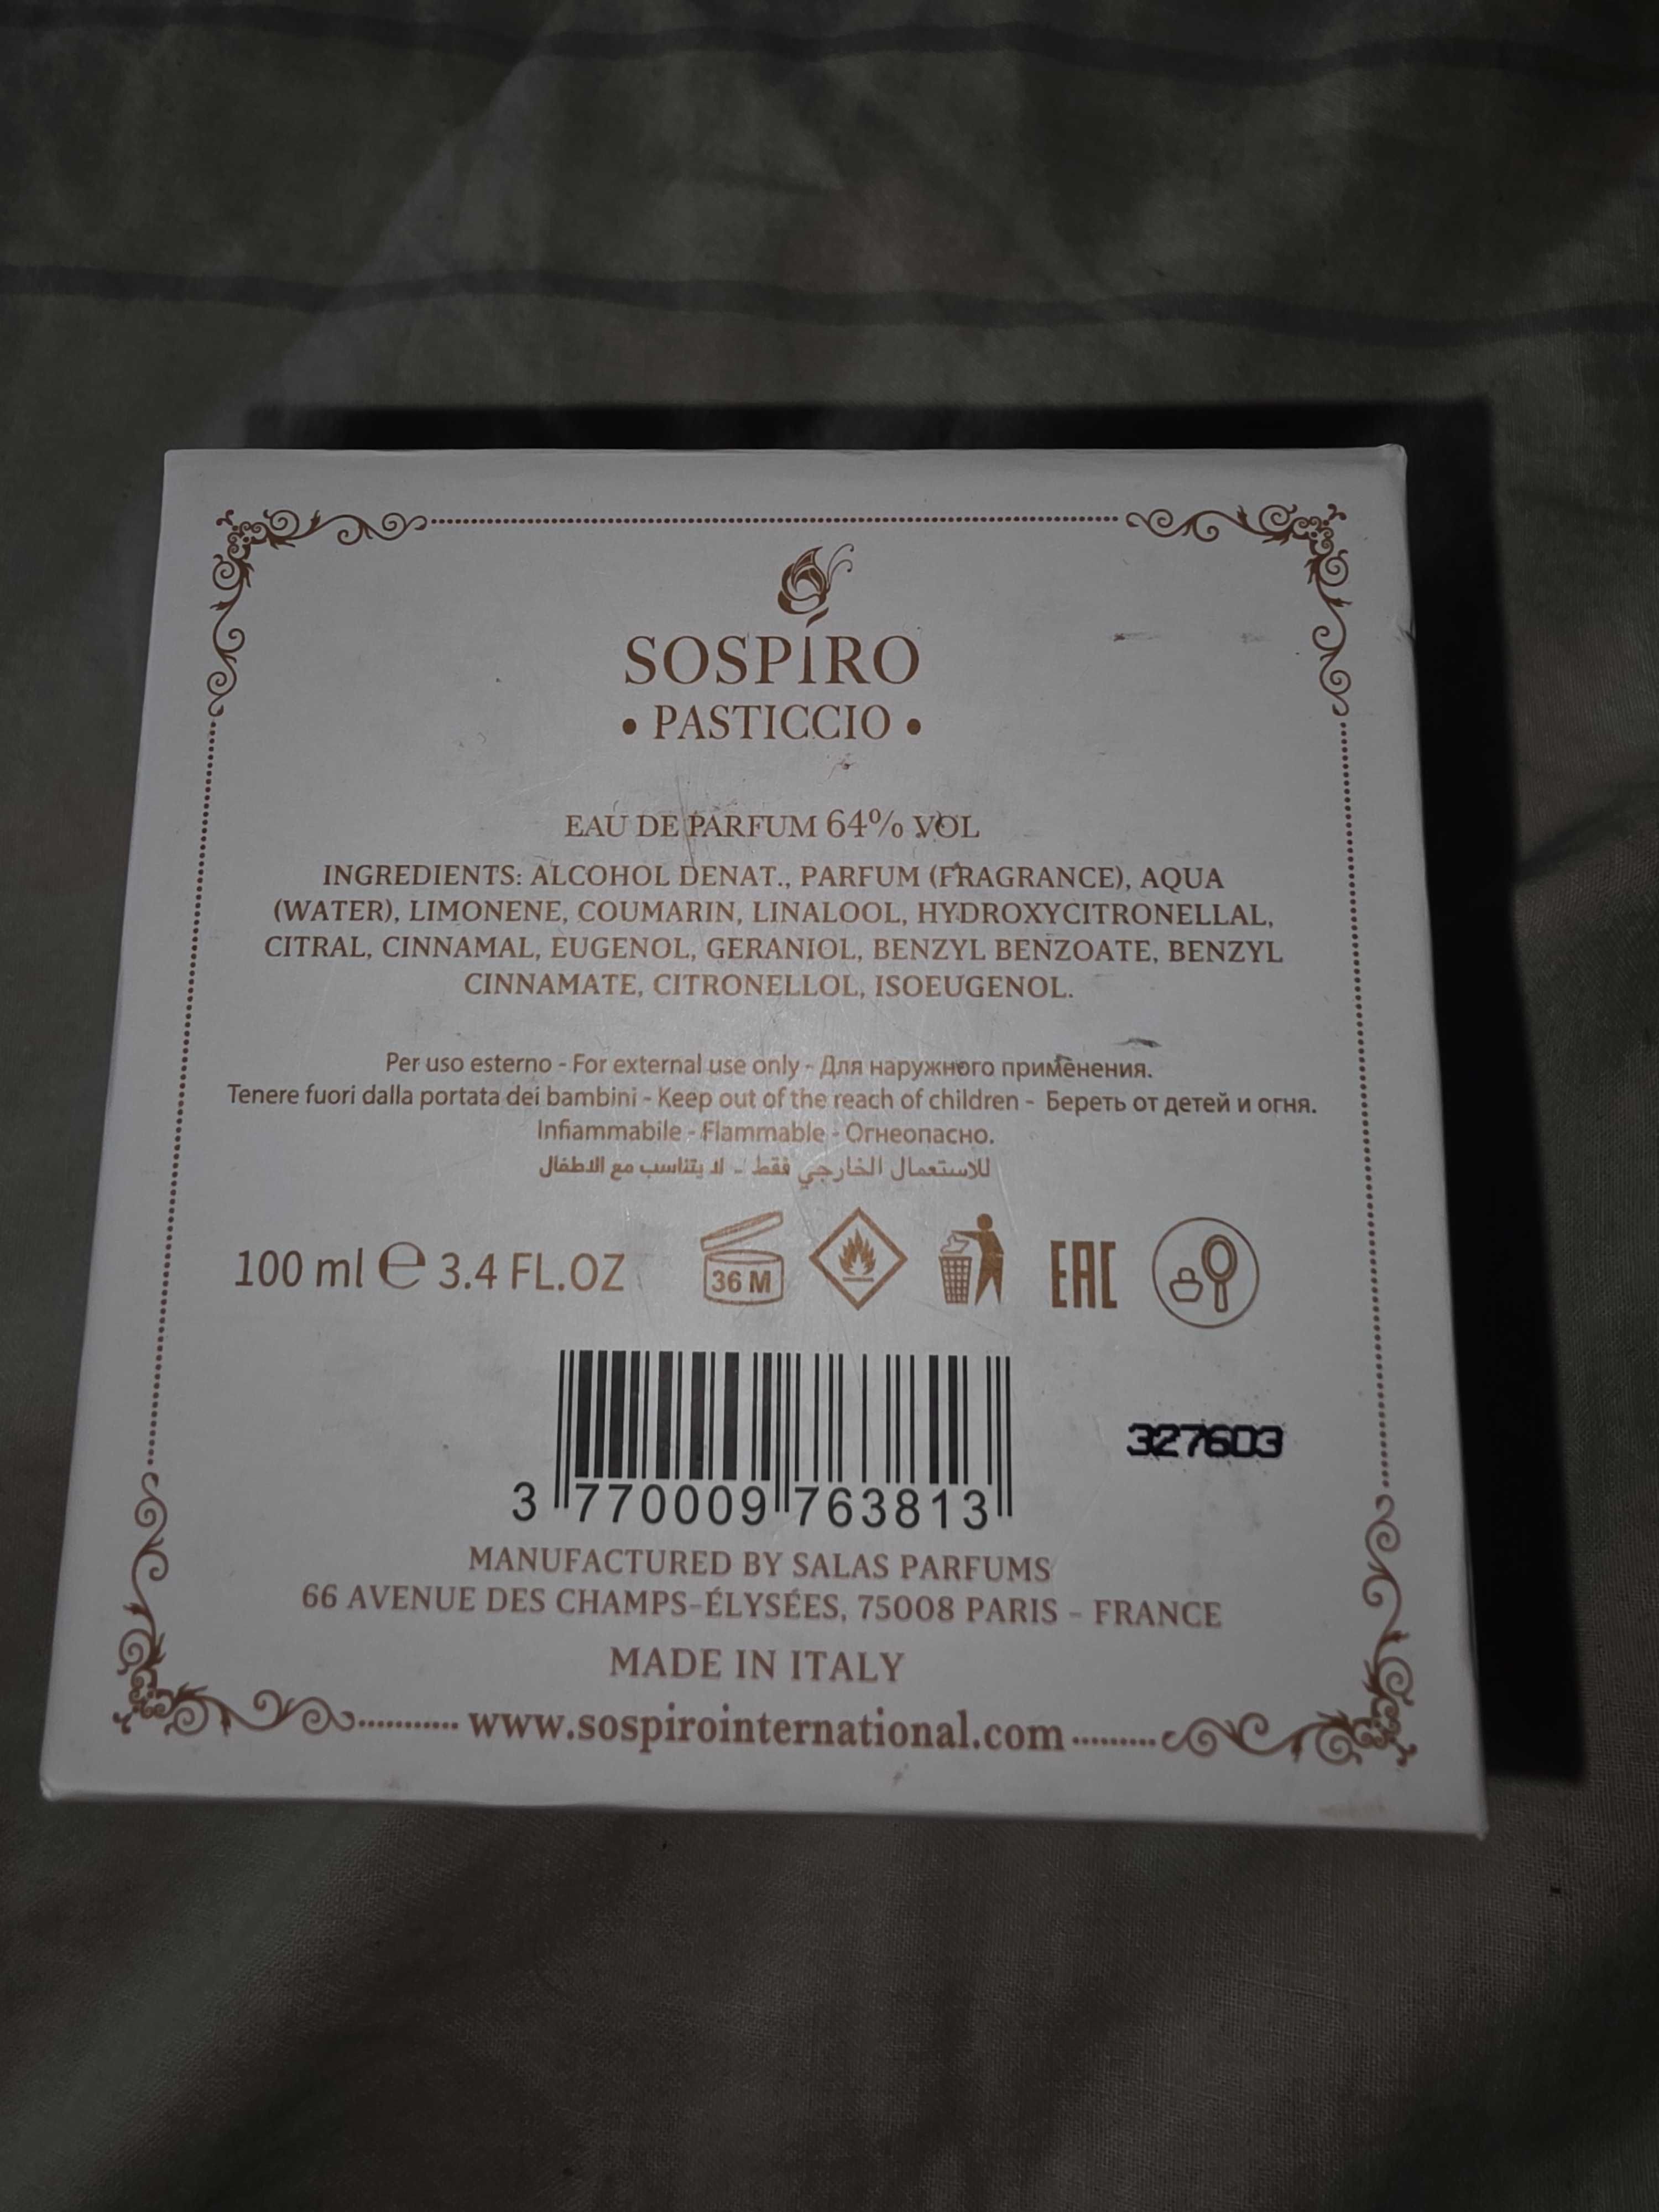 SOSPIRO
• PASTICCIO •
EAU DE PARFUM 64% VOL
INGREDIENTS: ALCOHOL DENAT., PARFUM (FRAGRANCE), AQUA
(WATER), LIMONENE, COUMARIN, LINALOOL, HYDROXYCITRONELLAL,
CITRAL, CINNAMAL, EUGENOL, GERANIOL, BENZYL BENZOATE, BENZYL
CINNAMATE, CITRONELLOL, ISOEUGENOL.
Per uso esterno - For external use only - Для наружного применения.
Tenere fuori dalla portata dei bambini - Keep out of the reach of children - Береть от детей и огня.
Infiammabile - Flammable - Огнеопасно.
للاستعمال الخارجي فقط - لا يتناسب مع الاطفال
100 ml ℮ 3.4 FL.OZ
36 M
EAC
327603
3 770009 763813
MANUFACTURED BY SALAS PARFUMS
66 AVENUE DES CHAMPS-ÉLYSÉES, 75008 PARIS - FRANCE
MADE IN ITALY
www.sospirointernational.com